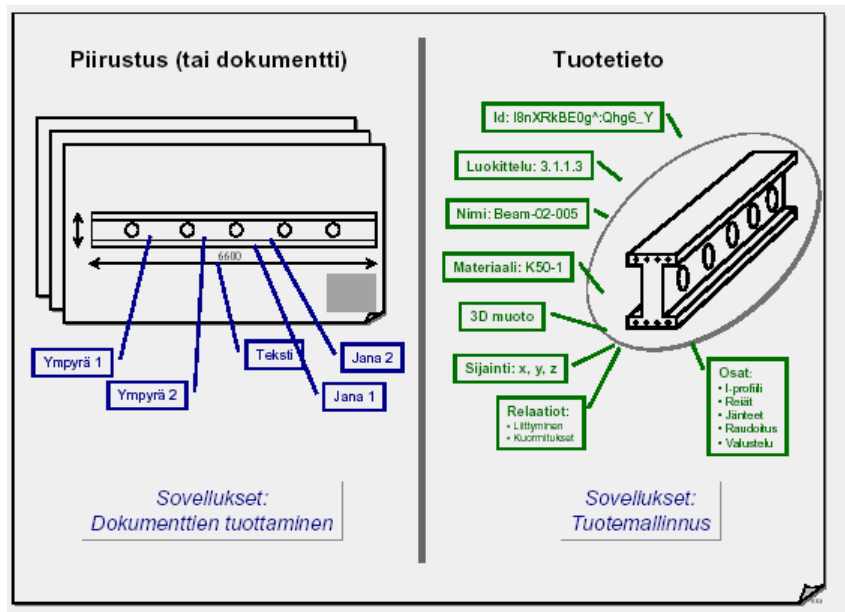 Piirustus (tai dokumentti)
6600
Ympyrä 1
Ympyrä 2
Teksti
Jana 1
Jana 2
Sovellukset:
Dokumenttien tuottaminen
Tuotetieto
Id: I8nXRkBE0g^:Qhg6_Y
Luokittelu: 3.1.1.3
Nimi: Beam-02-005
Materiaali: K50-1
3D muoto
Sijainti: x, y, z
Relaatiot:
• Liittyminen
• Kuormitukset
Osat:
• I-profiili
• Reiät
• Jänteet
• Raudoitus
• Valustelu
Sovellukset:
Tuotemallinnus